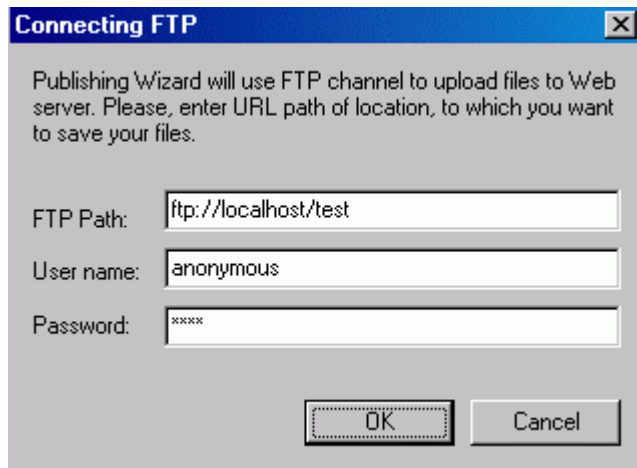 Connecting FTP
Publishing Wizard will use FTP channel to upload files to Web
server. Please, enter URL path of location, to which you want
to save your files.
FTP Path: ftp://localhost/test
User name: anonymous
Password: ****
OK Cancel